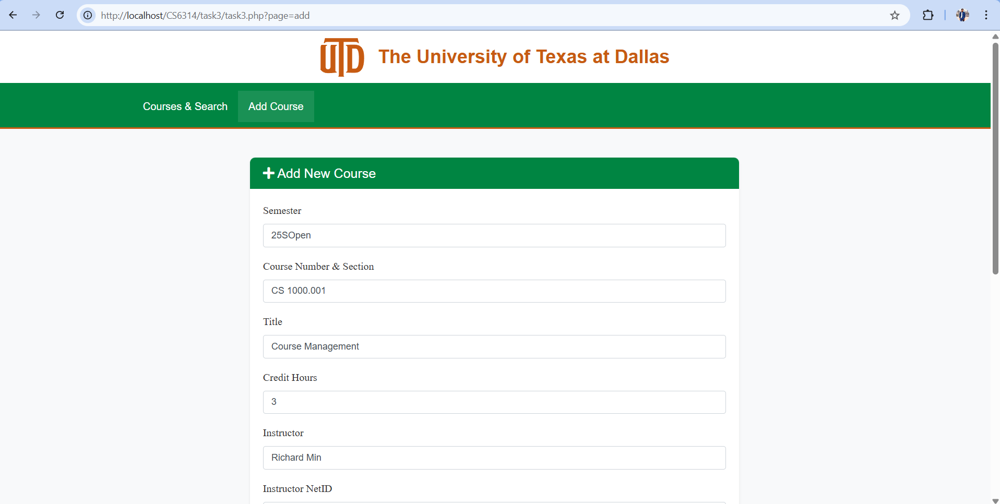 http://localhost/CS6314/task3/task3.php?page=add
UTD The University of Texas at Dallas
Courses & Search Add Course
Add New Course
Semester
25SOpen
Course Number & Section
CS 1000.001
Title
Course Management
Credit Hours
3
Instructor
Richard Min
Instructor NetID